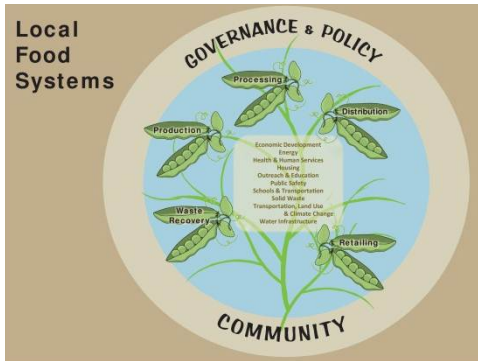 Local
Food
Systems
GOVERNANCE & POLICY
Processing
Distribution
Production
Economic Development
Energy
Health & Human Services
Housing
Outreach & Education
Public Safety
Schools & Transportation
Solid Waste
Transportation, Land Use
& Climate Change
Water Infrastructure
Waste
Recovery
Retailing
COMMUNITY